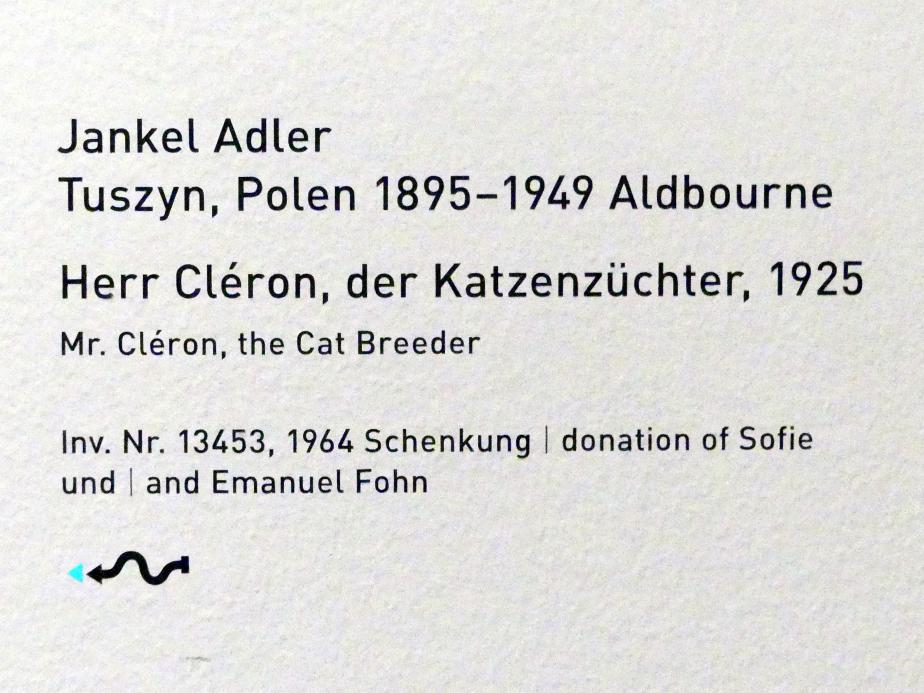 Jankel Adler
Tuszyn, Polen 1895–1949 Aldbourne
Herr Cléron, der Katzenzüchter, 1925
Mr. Cléron, the Cat Breeder
Inv. Nr. 13453, 1964 Schenkung | donation of Sofie
und | and Emanuel Fohn